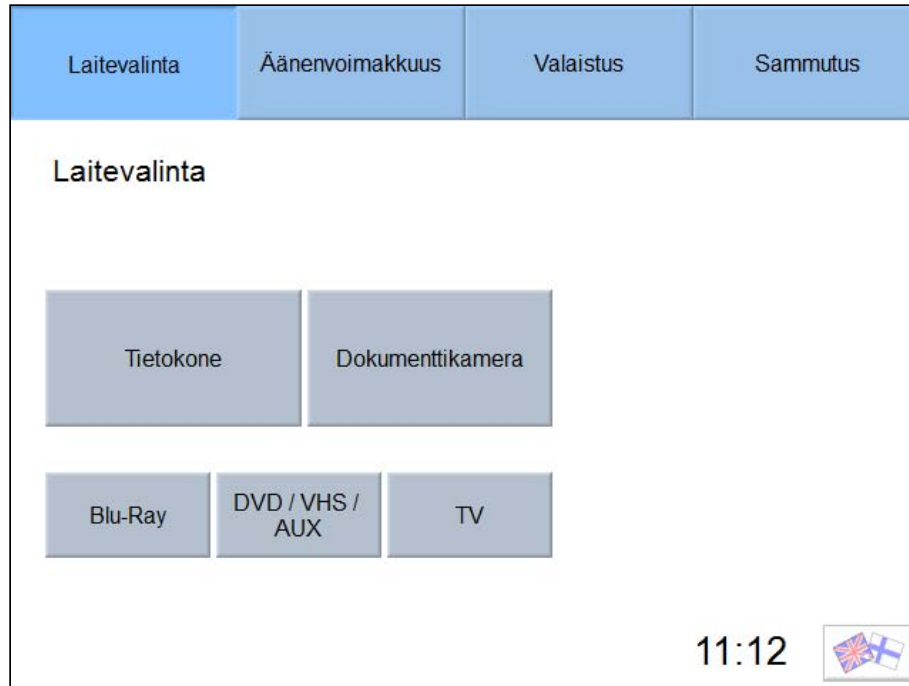 Laitevalinta
Äänenvoimakkuus
Valaistus
Sammutus
Laitevalinta
Tietokone
Dokumenttikamera
Blu-Ray
DVD / VHS /
AUX
TV
11:12